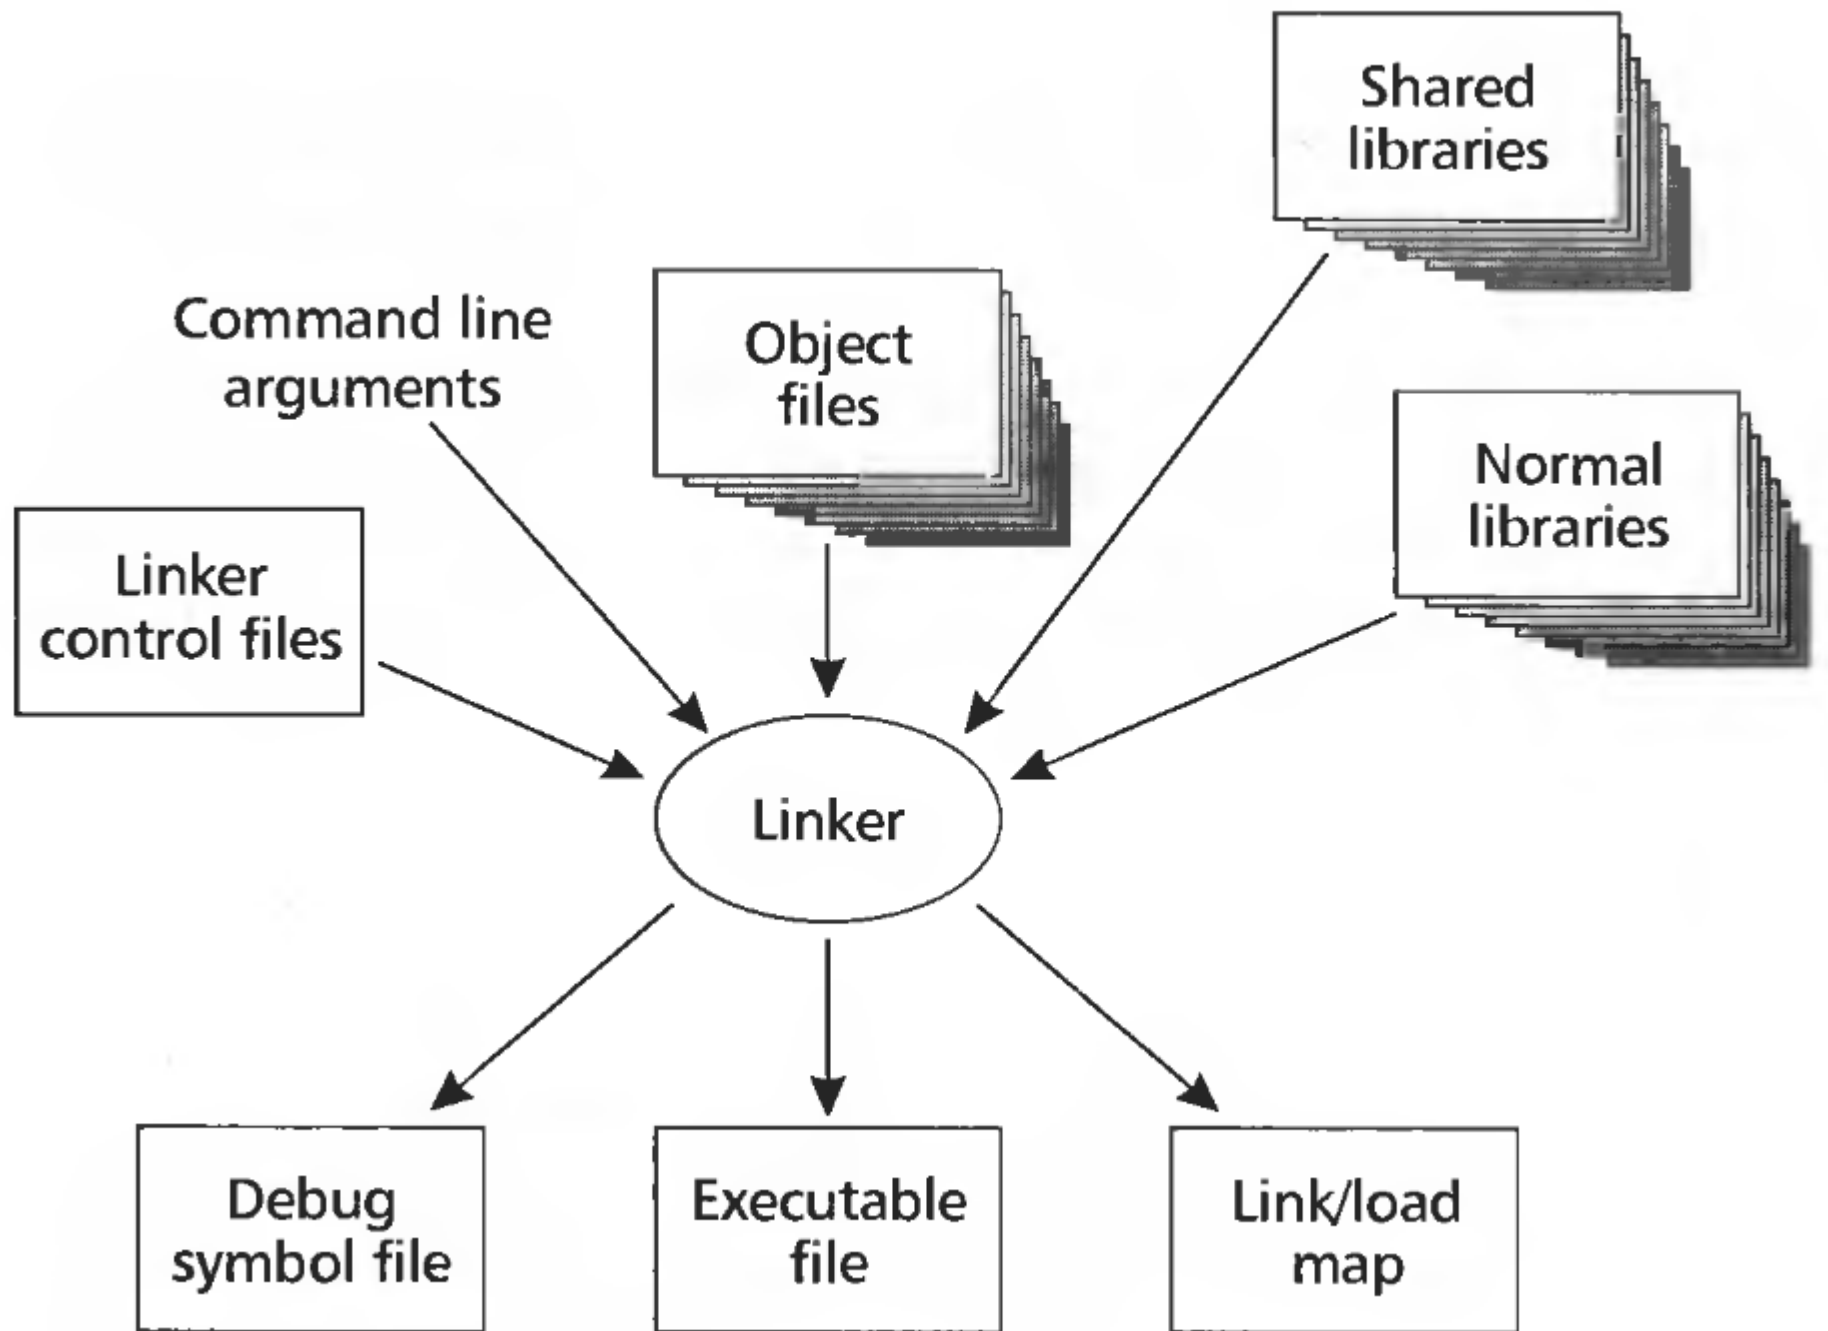 Shared
libraries
Command line
arguments
Object
files
Normal
libraries
Linker
control files
Linker
Debug
symbol file
Executable
file
Link/load
map